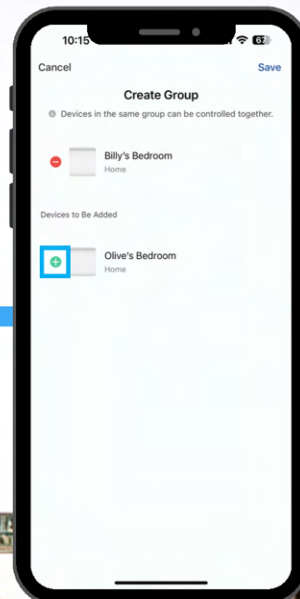 10:15
67
Cancel
Save
Create Group
Devices in the same group can be controlled together.
Billy's Bedroom
Home
Devices to Be Added
Olive's Bedroom
Home